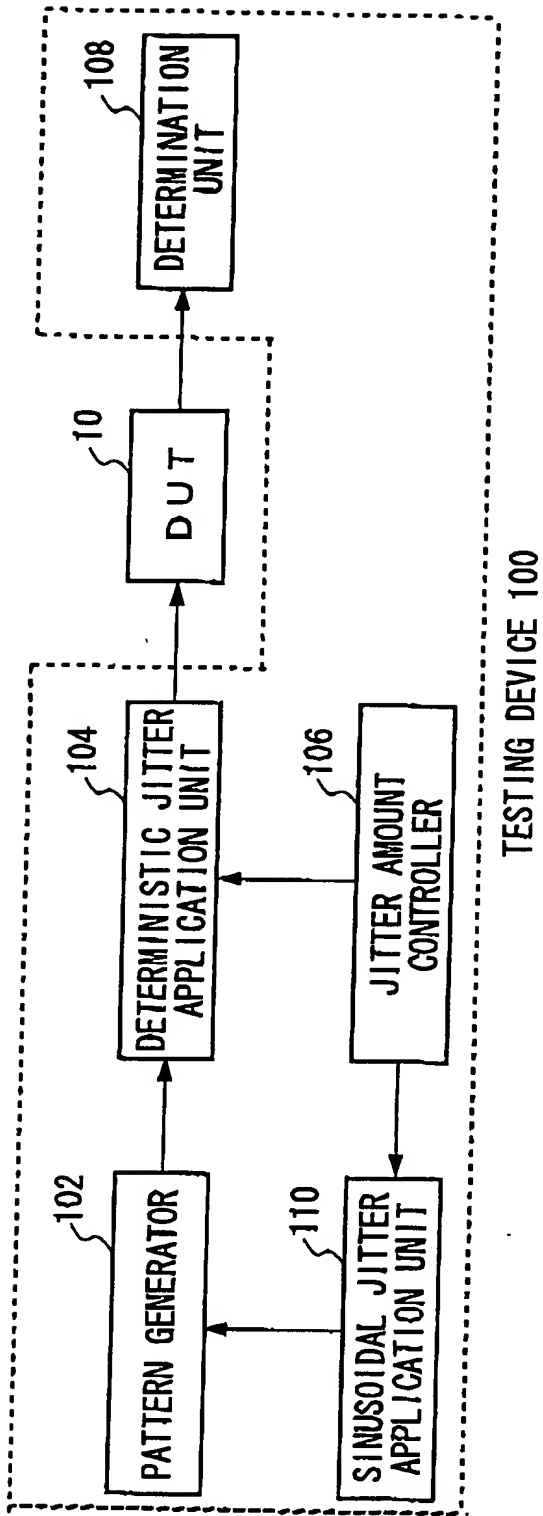 102
PATTERN GENERATOR
104
DETERMINISTIC JITTER
APPLICATION UNIT
10
DUT
108
DETERMINATION
UNIT
110
SINUSOIDAL JITTER
APPLICATION UNIT
106
JITTER AMOUNT
CONTROLLER
TESTING DEVICE 100